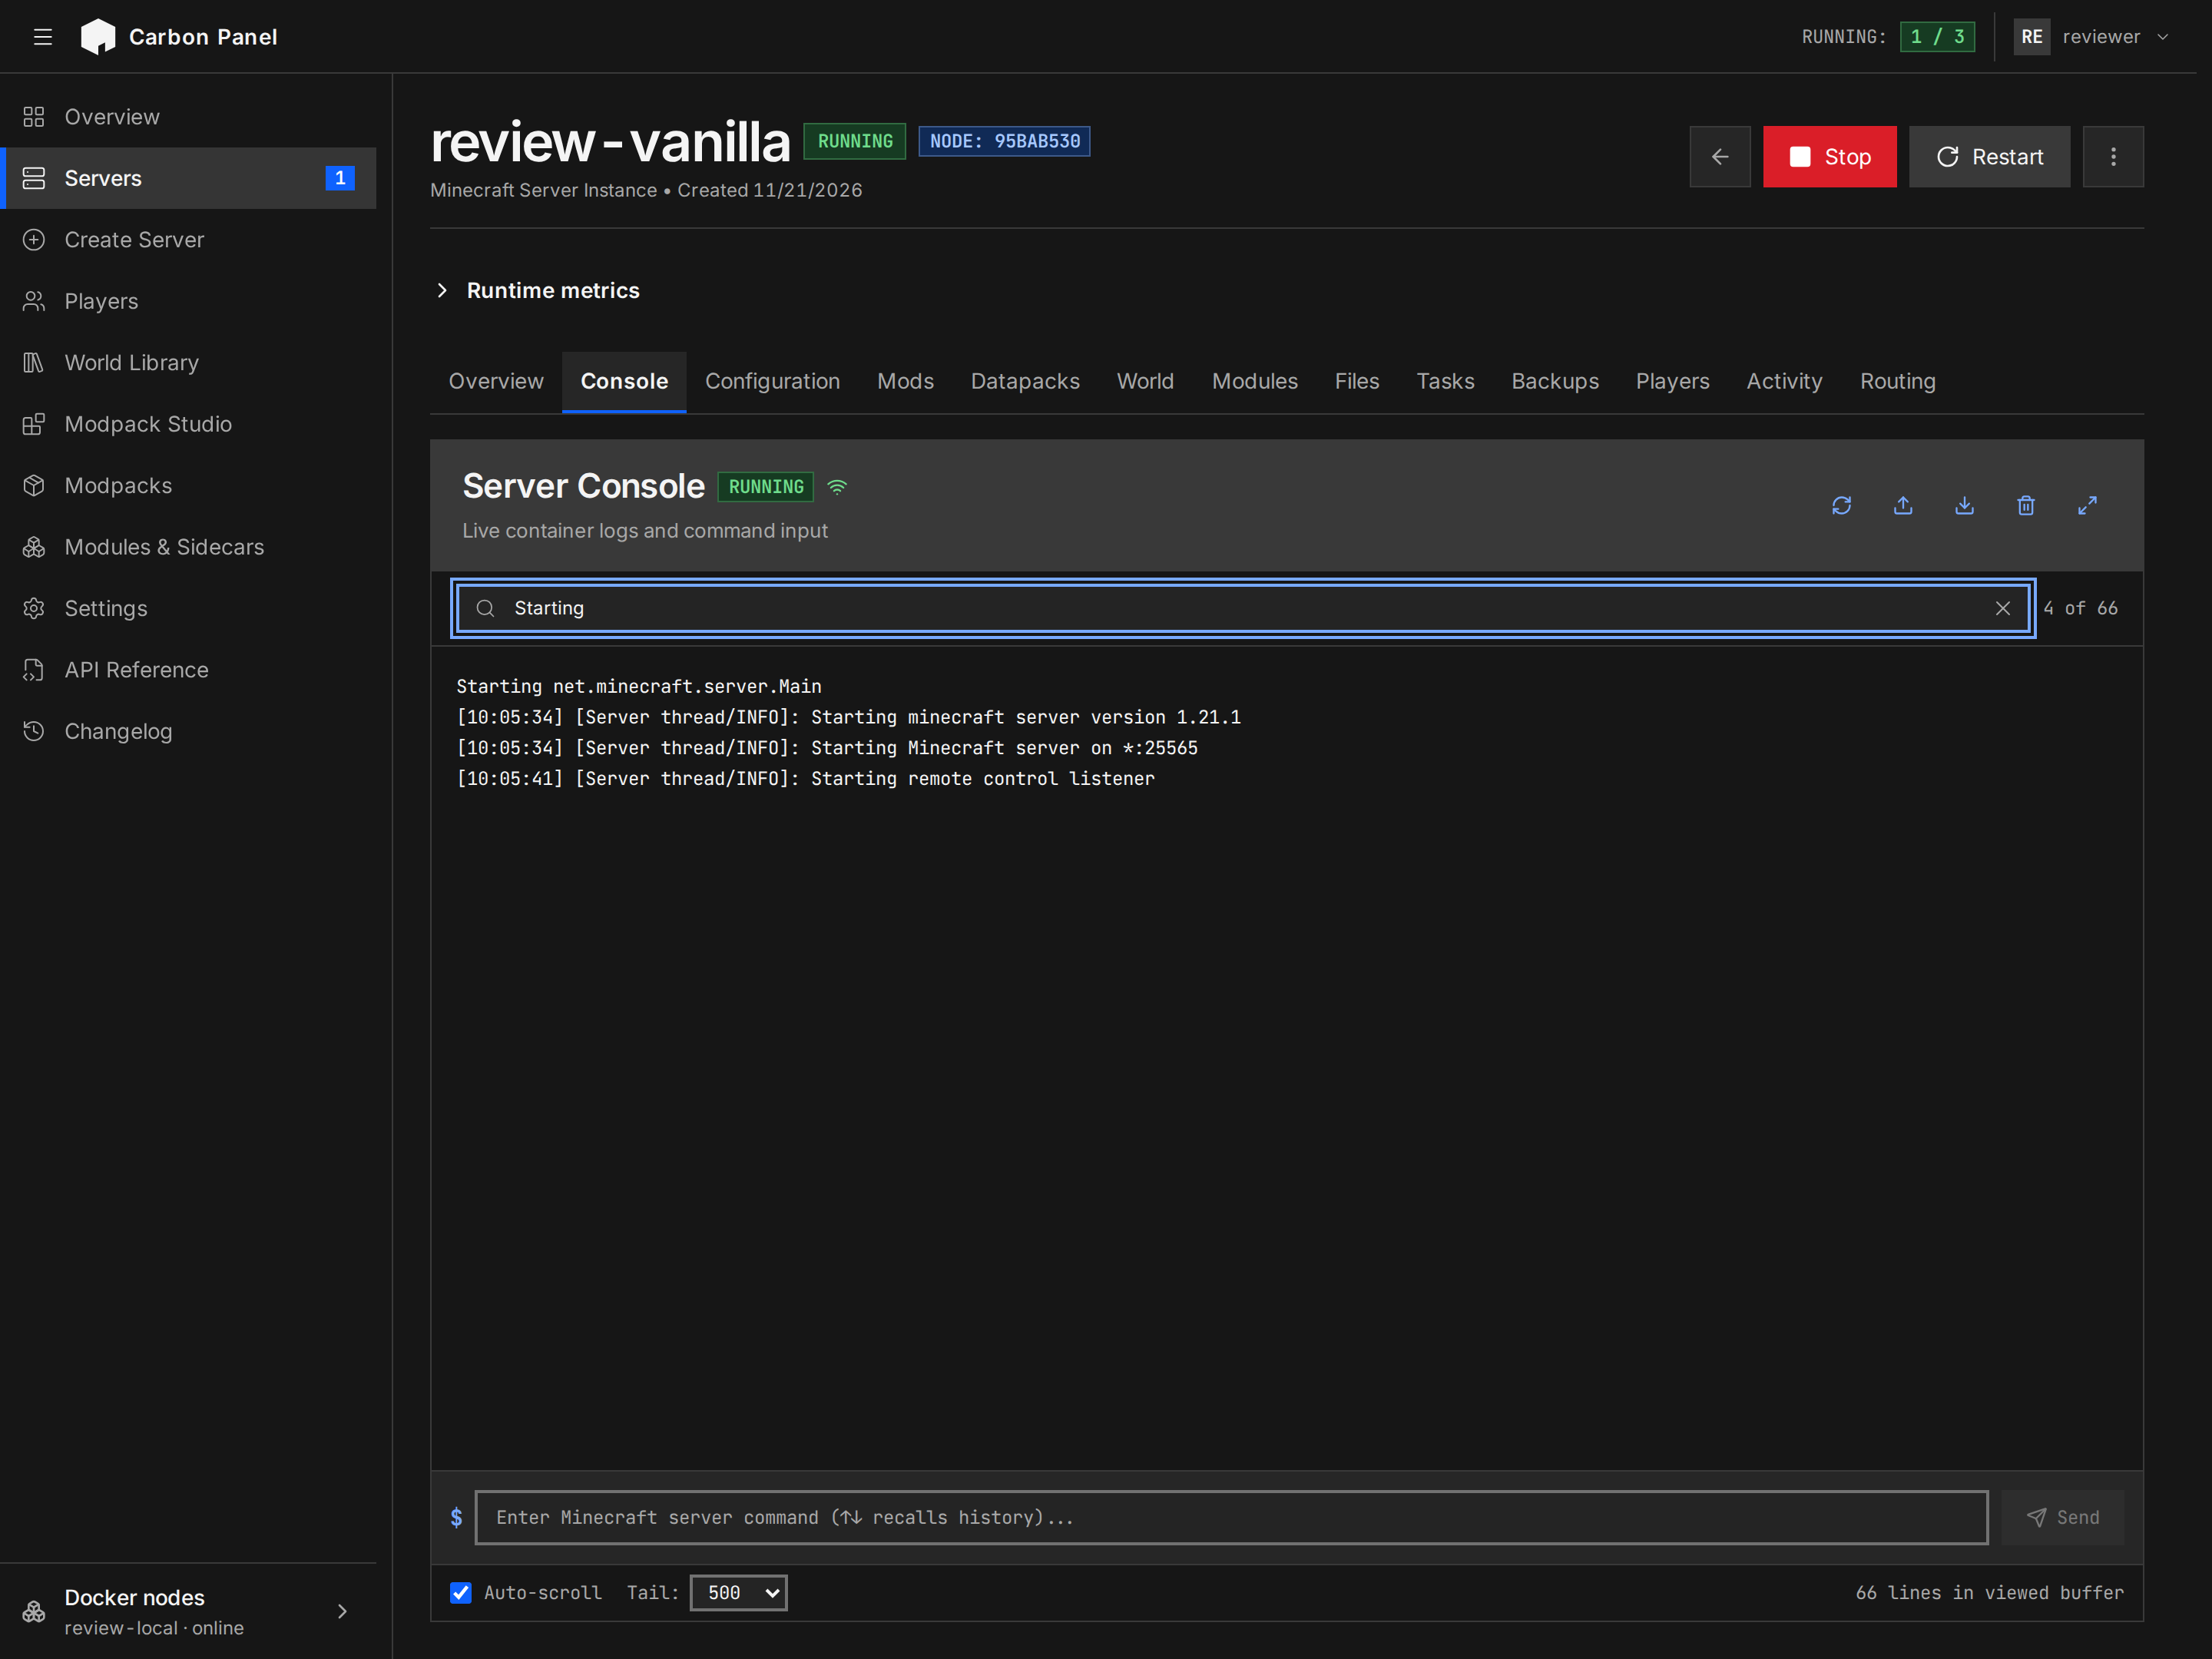 Carbon Panel
RUNNING: 1 / 3
RE reviewer
Overview
Servers 1
Create Server
Players
World Library
Modpack Studio
Modpacks
Modules & Sidecars
Settings
API Reference
Changelog
Docker nodes
review-local · online
review-vanilla RUNNING NODE: 95BAB530
Minecraft Server Instance • Created 11/21/2026
Stop Restart
Runtime metrics
Overview Console Configuration Mods Datapacks World Modules Files Tasks Backups Players Activity Routing
Server Console RUNNING
Live container logs and command input
Starting 4 of 66
Starting net.minecraft.server.Main
[10:05:34] [Server thread/INFO]: Starting minecraft server version 1.21.1
[10:05:34] [Server thread/INFO]: Starting Minecraft server on *:25565
[10:05:41] [Server thread/INFO]: Starting remote control listener
$ Enter Minecraft server command (↑↓ recalls history)... Send
Auto-scroll Tail: 500 66 lines in viewed buffer